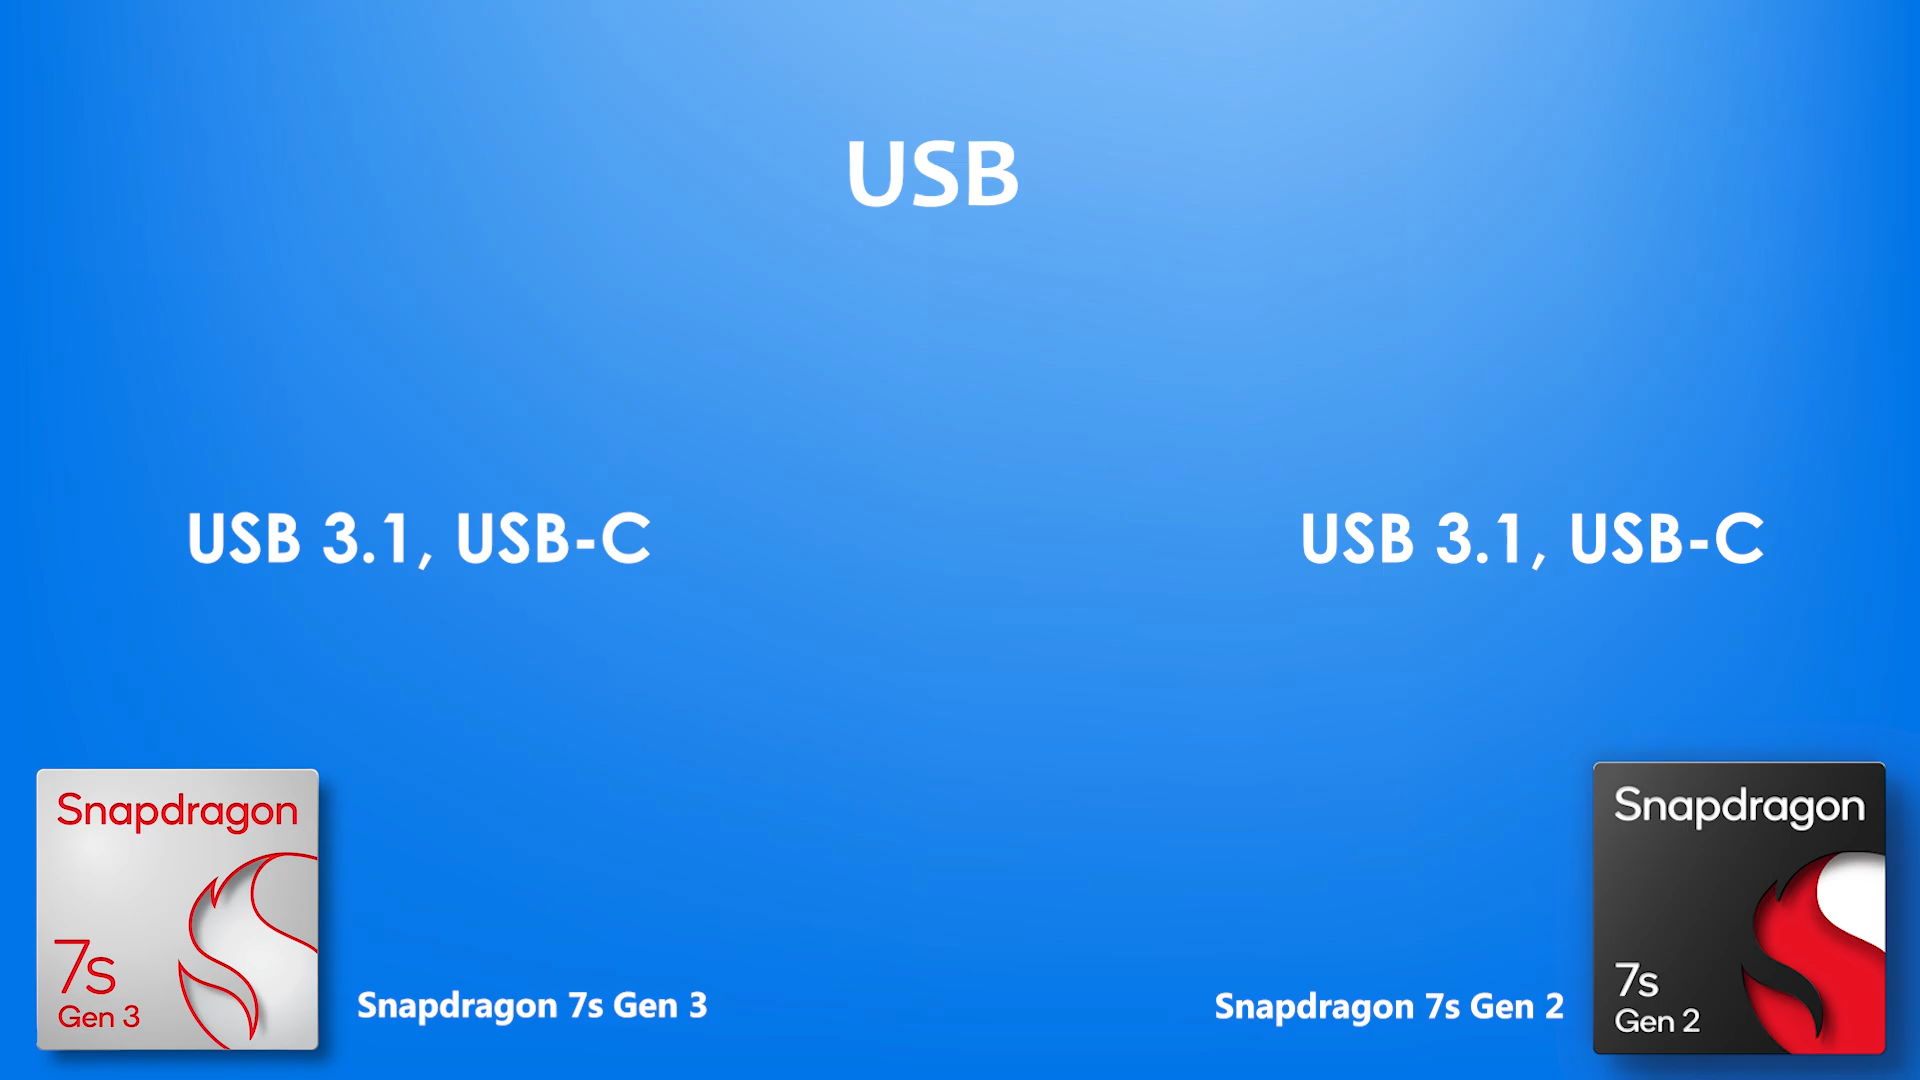 USB
USB 3.1, USB-C
USB 3.1, USB-C
Snapdragon
7s
Gen 3
Snapdragon 7s Gen 3
Snapdragon 7s Gen 2
Snapdragon
7s
Gen 2